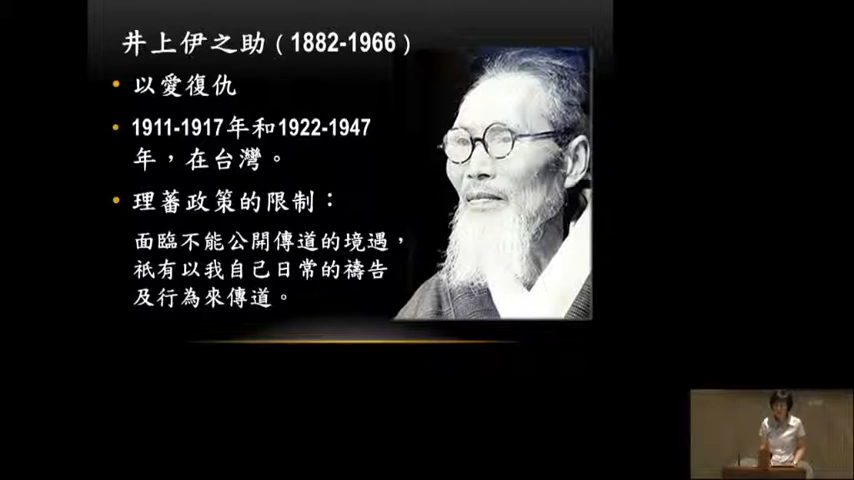 井上伊之助(1882-1966)
• 以愛復仇
• 1911-1917年和1922-1947
年，在台灣。
• 理蕃政策的限制：
面臨不能公開傳道的境遇，
祇有以我自己日常的禱告
及行為來傳道。